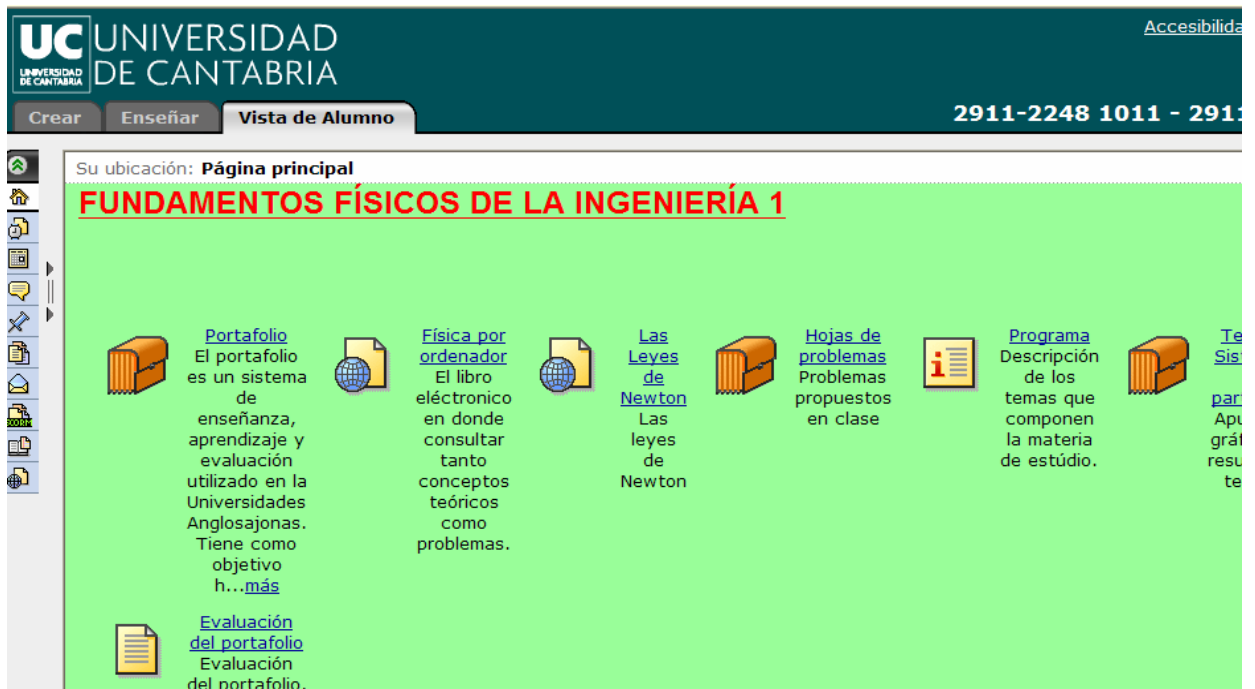 UC UNIVERSIDAD
DE CANTABRIA
UNIVERSIDAD
DE CANTABRIA
Crear Enseñar Vista de Alumno
2911-2248 1011 - 2911
Su ubicación: Página principal
FUNDAMENTOS FÍSICOS DE LA INGENIERÍA 1
Portafolio
El portafolio
es un sistema
de
enseñanza,
aprendizaje y
evaluación
utilizado en la
Universidades
Anglosajonas.
Tiene como
objetivo
h...más
Física por
ordenador
El libro
eléctronico
en donde
consultar
tanto
conceptos
teóricos
como
problemas.
Las
Leyes
de
Newton
Las
leyes
de
Newton
Hojas de
problemas
Problemas
propuestos
en clase
Programa
Descripción
de los
temas que
componen
la materia
de estúdio.
Evaluación
del portafolio
Evaluación
del portafolio.
SCORM